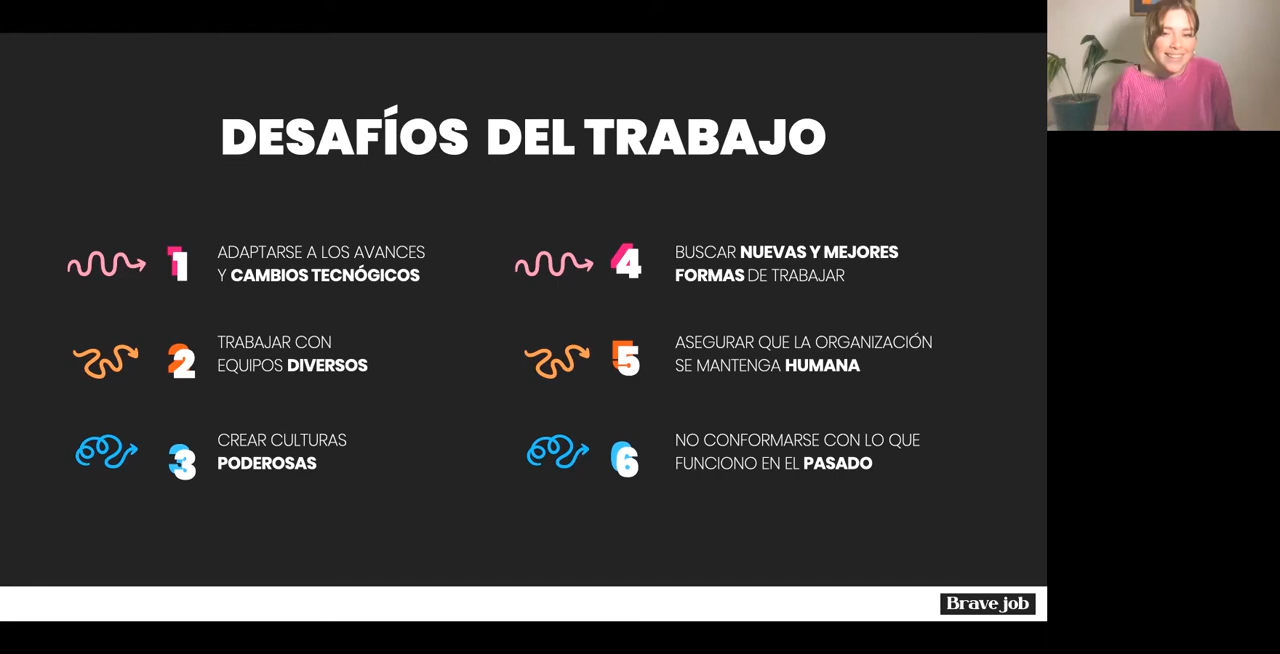 DESAFÍOS DEL TRABAJO
1
ADAPTARSE A LOS AVANCES
Y CAMBIOS TECNÓGICOS
2
TRABAJAR CON
EQUIPOS DIVERSOS
3
CREAR CULTURAS
PODEROSAS
4
BUSCAR NUEVAS Y MEJORES
FORMAS DE TRABAJAR
5
ASEGURAR QUE LA ORGANIZACIÓN
SE MANTENGA HUMANA
6
NO CONFORMARSE CON LO QUE
FUNCIONO EN EL PASADO
Brave job